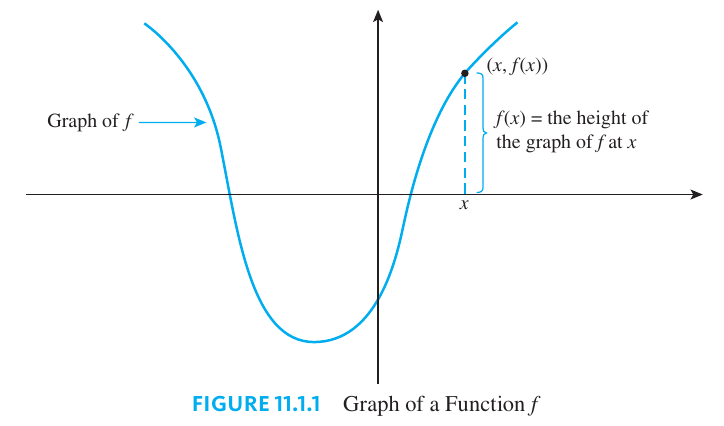 (x, f(x))
Graph of f
f(x) = the height of
the graph of f at x
x
FIGURE 11.1.1 Graph of a Function f